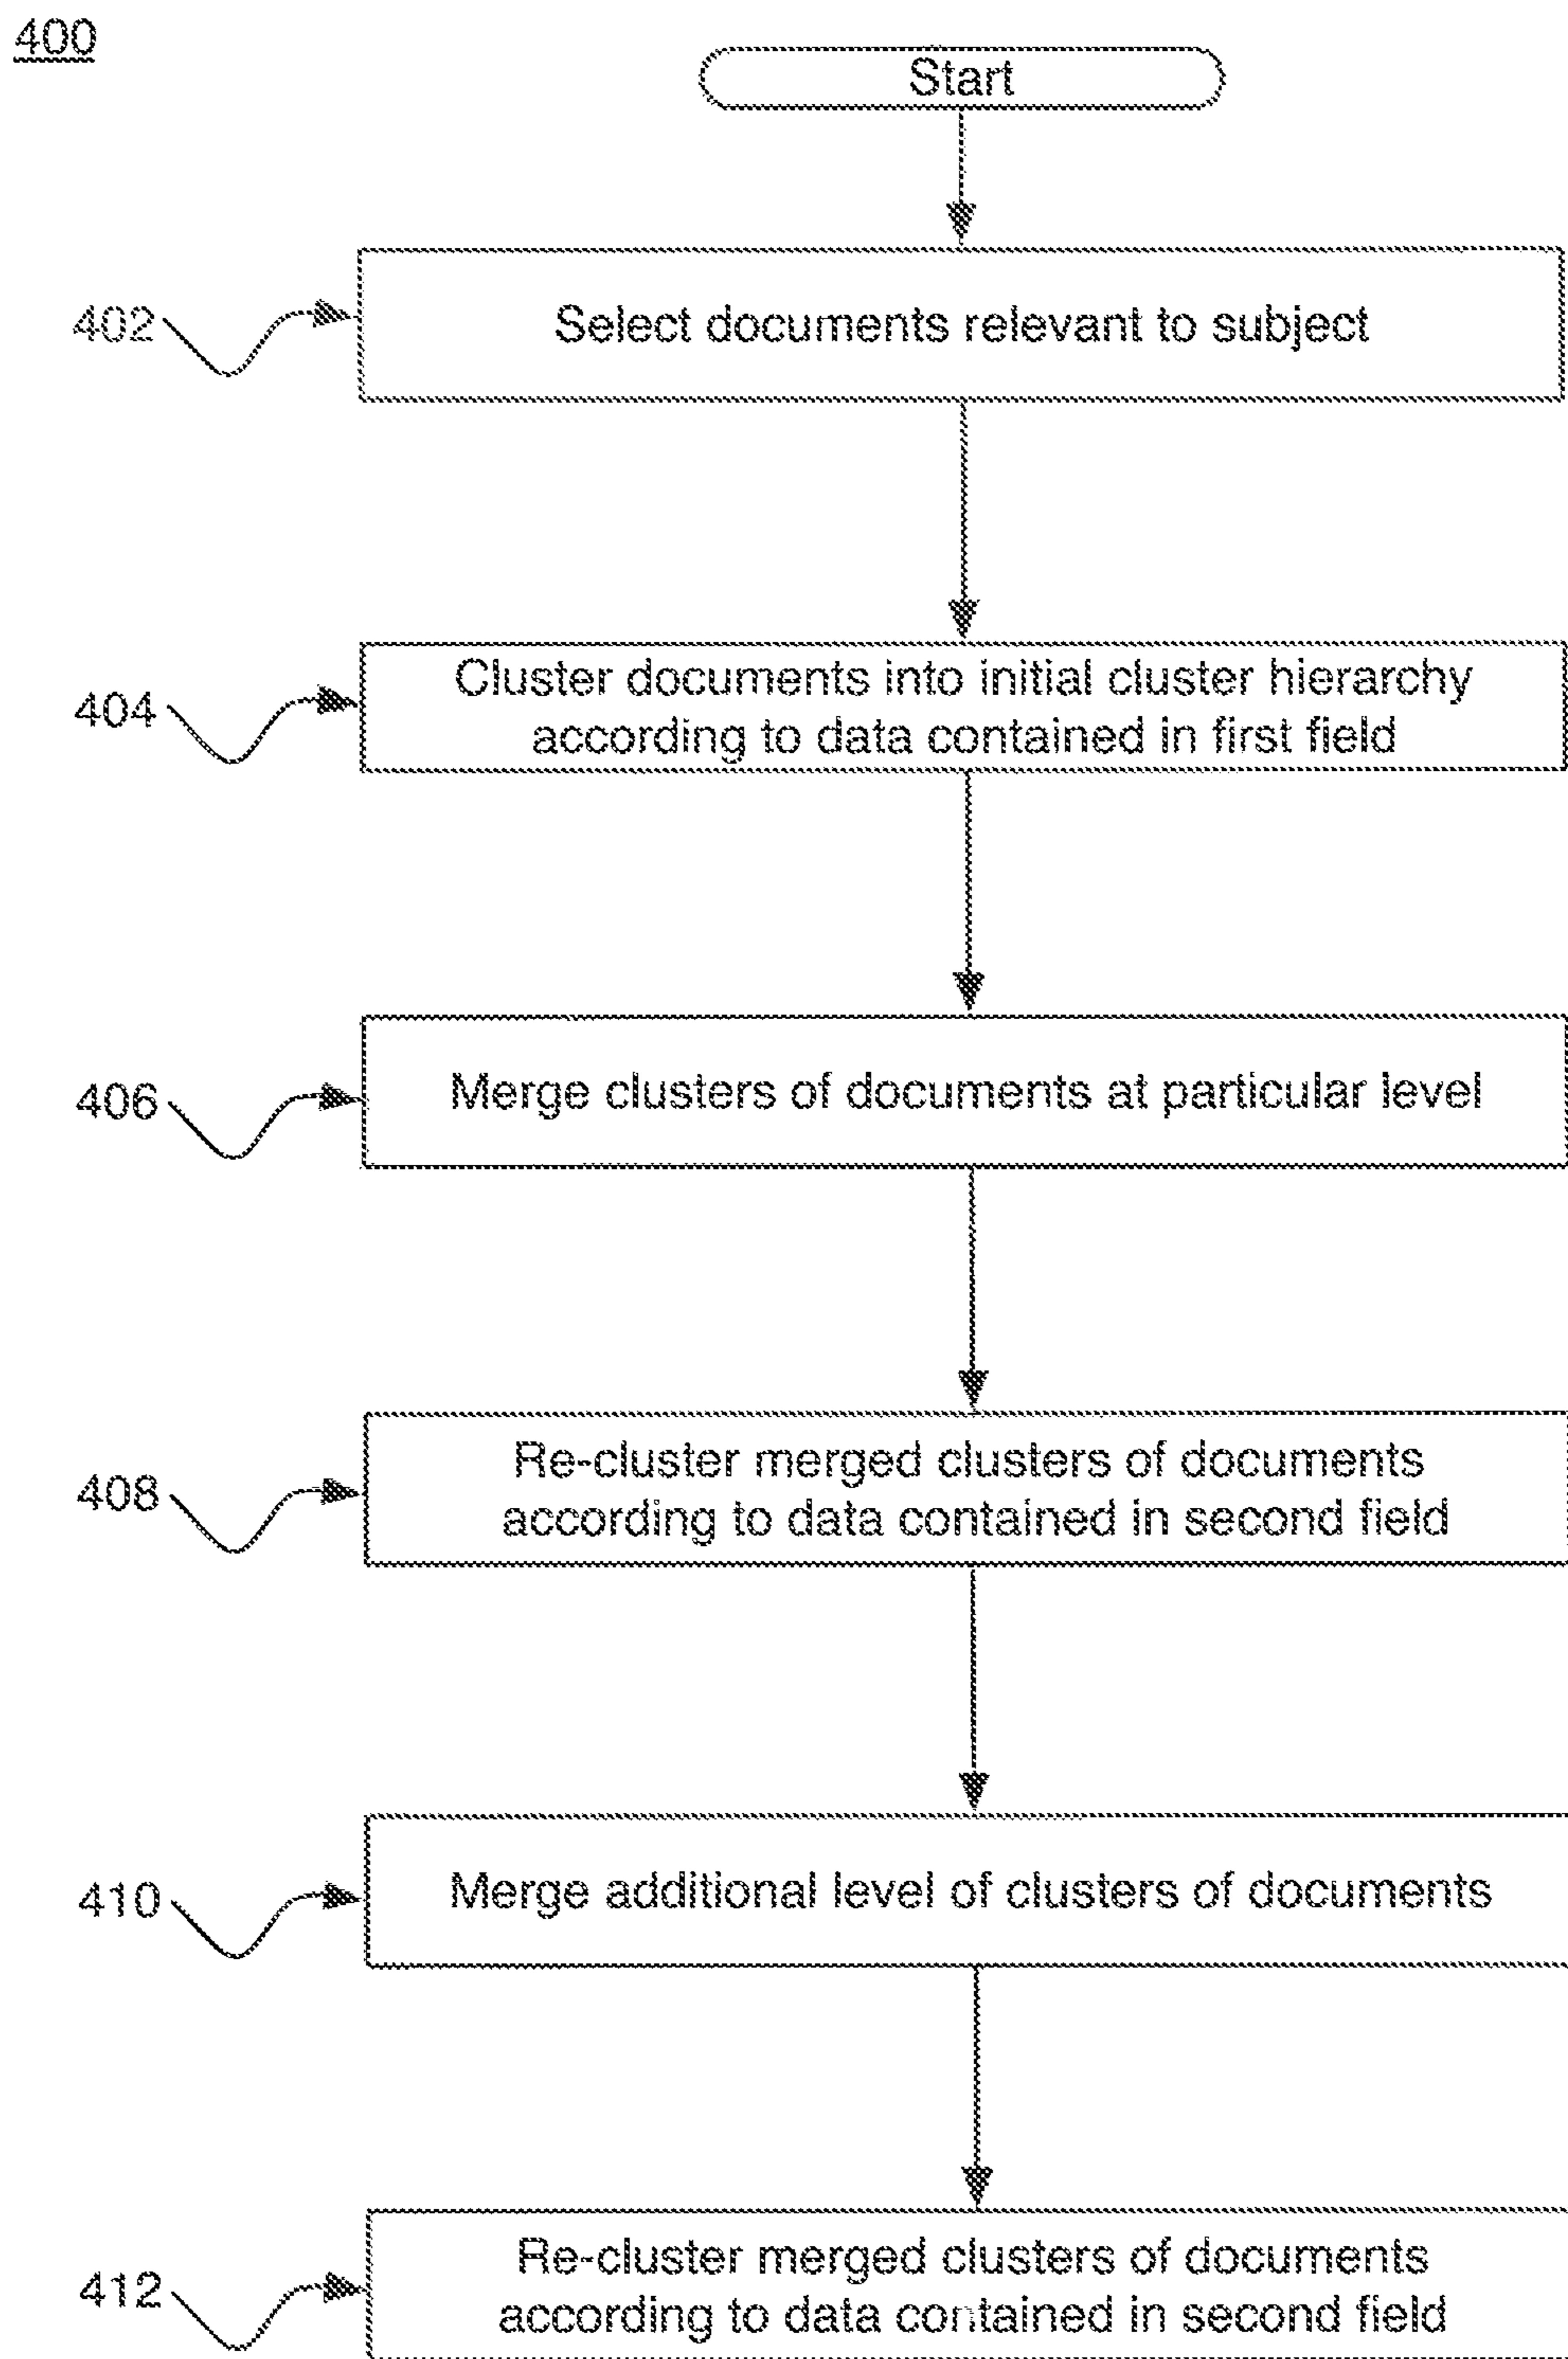 400
Start
402
Select documents relevant to subject
404
Cluster documents into initial cluster hierarchy
according to data contained in first field
406
Merge clusters of documents at particular level
408
Re-cluster merged clusters of documents
according to data contained in second field
410
Merge additional level of clusters of documents
412
Re-cluster merged clusters of documents
according to data contained in second field